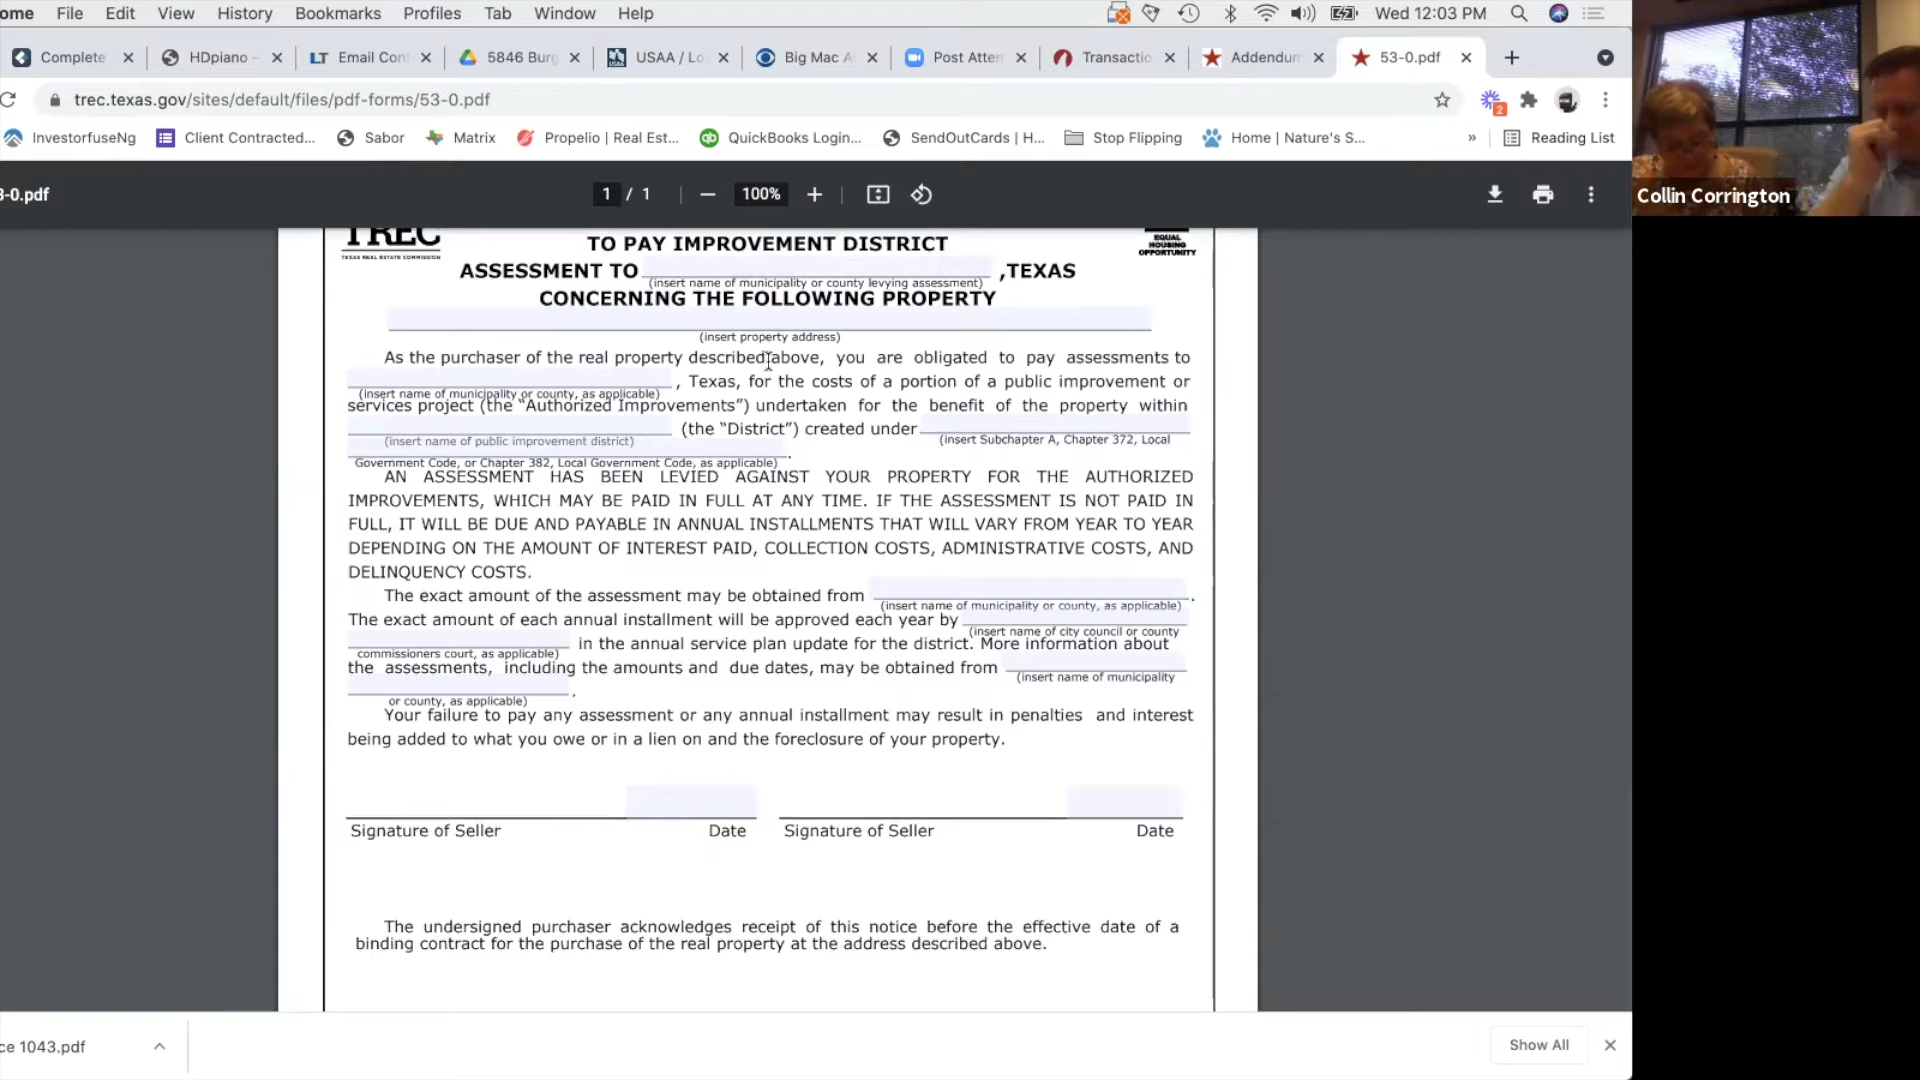 ome File Edit View History Bookmarks Profiles Tab Window Help Wed 12:03 PM
Complete HDpiano – LT Email Con 5846 Burg USAA / Lo Big Mac A Post Atten Transactio Addendum 53-0.pdf
trec.texas.gov/sites/default/files/pdf-forms/53-0.pdf 2
InvestorfuseNg Client Contracted... Sabor Matrix Propelio | Real Est... QuickBooks Login... SendOutCards | H... Stop Flipping Home | Nature's S... » Reading List
3-0.pdf 1 / 1 100%
Collin Corrington
TREC
TEXAS REAL ESTATE COMMISSION
EQUAL HOUSING
OPPORTUNITY
TO PAY IMPROVEMENT DISTRICT
ASSESSMENT TO ,TEXAS
(insert name of municipality or county levying assessment)
CONCERNING THE FOLLOWING PROPERTY
(insert property address)
As the purchaser of the real property described above, you are obligated to pay assessments to
, Texas, for the costs of a portion of a public improvement or
(insert name of municipality or county, as applicable)
services project (the “Authorized Improvements”) undertaken for the benefit of the property within
(the “District”) created under
(insert name of public improvement district) (insert Subchapter A, Chapter 372, Local
.
Government Code, or Chapter 382, Local Government Code, as applicable)
AN ASSESSMENT HAS BEEN LEVIED AGAINST YOUR PROPERTY FOR THE AUTHORIZED
IMPROVEMENTS, WHICH MAY BE PAID IN FULL AT ANY TIME. IF THE ASSESSMENT IS NOT PAID IN
FULL, IT WILL BE DUE AND PAYABLE IN ANNUAL INSTALLMENTS THAT WILL VARY FROM YEAR TO YEAR
DEPENDING ON THE AMOUNT OF INTEREST PAID, COLLECTION COSTS, ADMINISTRATIVE COSTS, AND
DELINQUENCY COSTS.
The exact amount of the assessment may be obtained from .
(insert name of municipality or county, as applicable)
The exact amount of each annual installment will be approved each year by
(insert name of city council or county
in the annual service plan update for the district. More information about
commissioners court, as applicable)
the assessments, including the amounts and due dates, may be obtained from
(insert name of municipality
.
or county, as applicable)
Your failure to pay any assessment or any annual installment may result in penalties and interest
being added to what you owe or in a lien on and the foreclosure of your property.
Signature of Seller Date Signature of Seller Date
The undersigned purchaser acknowledges receipt of this notice before the effective date of a
binding contract for the purchase of the real property at the address described above.
ce 1043.pdf Show All